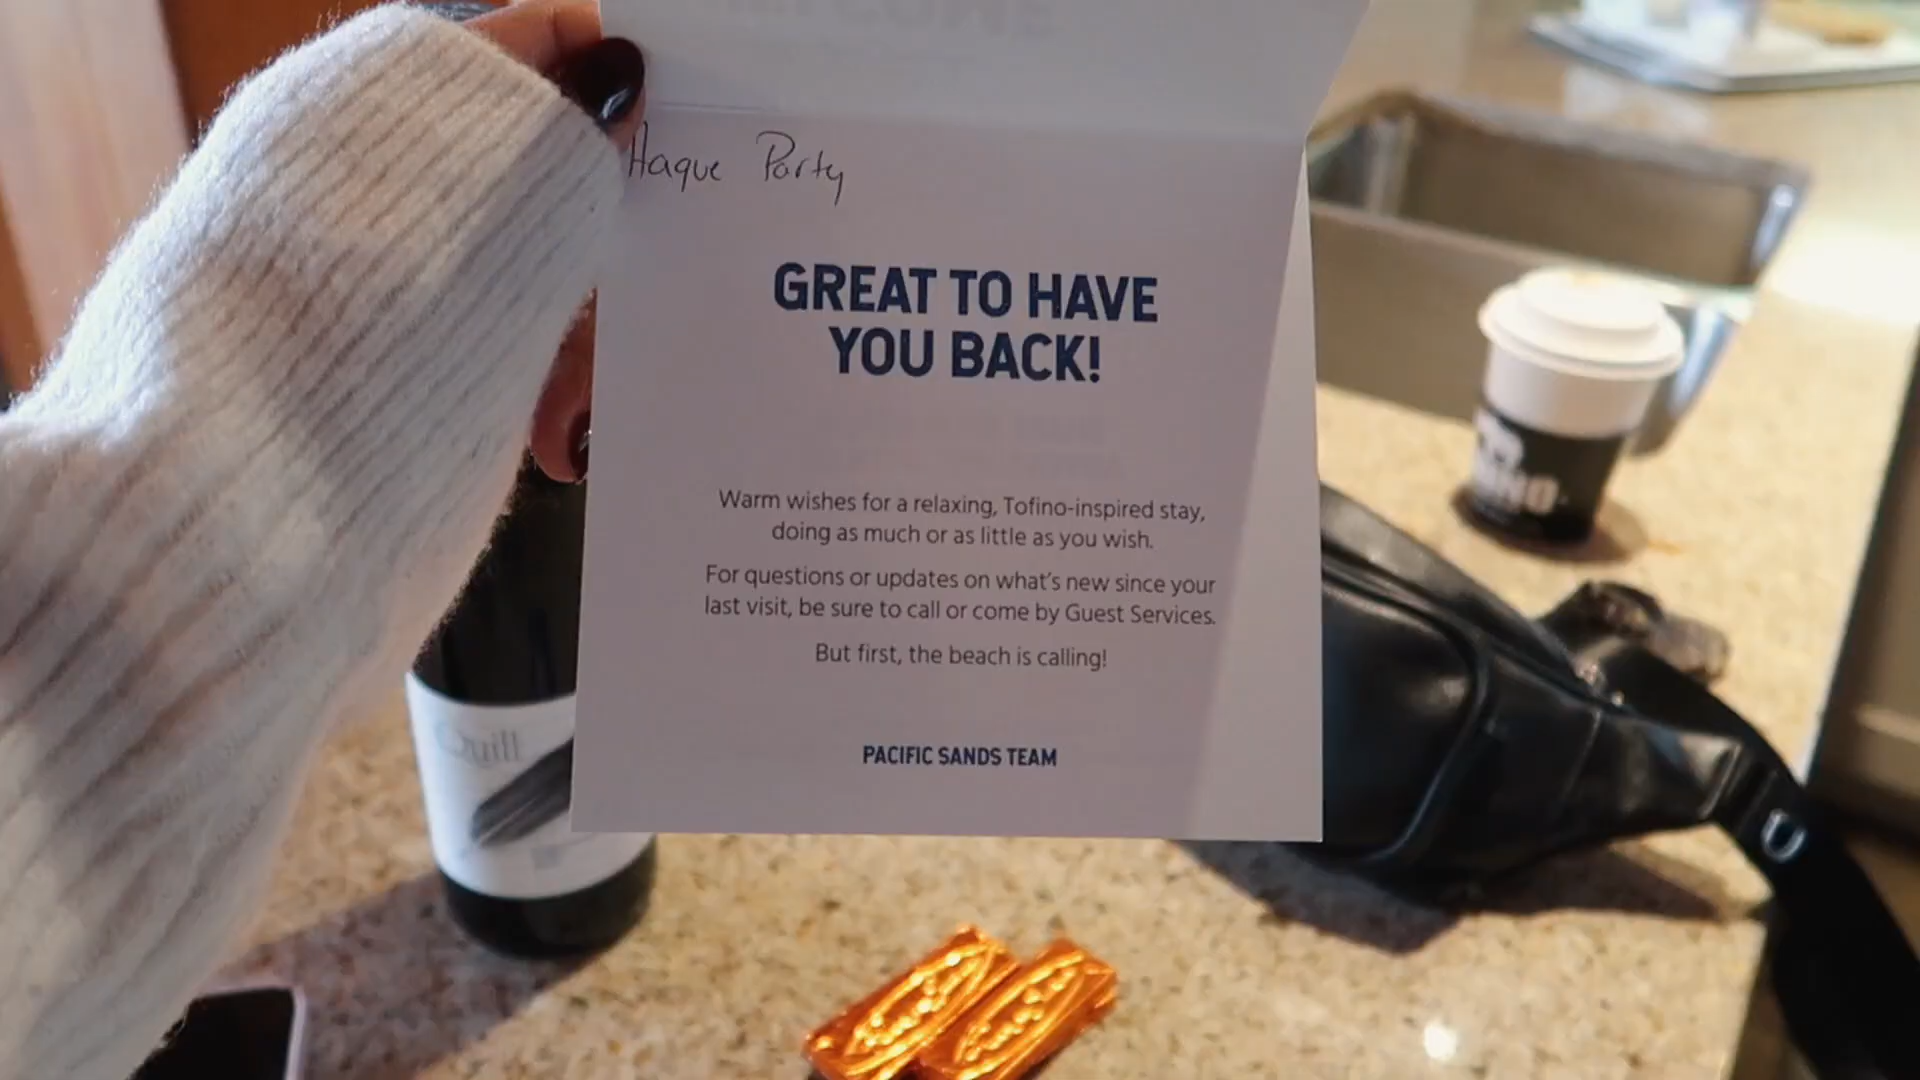 Haque Party
GREAT TO HAVE
YOU BACK!
Warm wishes for a relaxing, Tofino-inspired stay,
doing as much or as little as you wish.
For questions or updates on what's new since your
last visit, be sure to call or come by Guest Services.
But first, the beach is calling!
PACIFIC SANDS TEAM
Quill